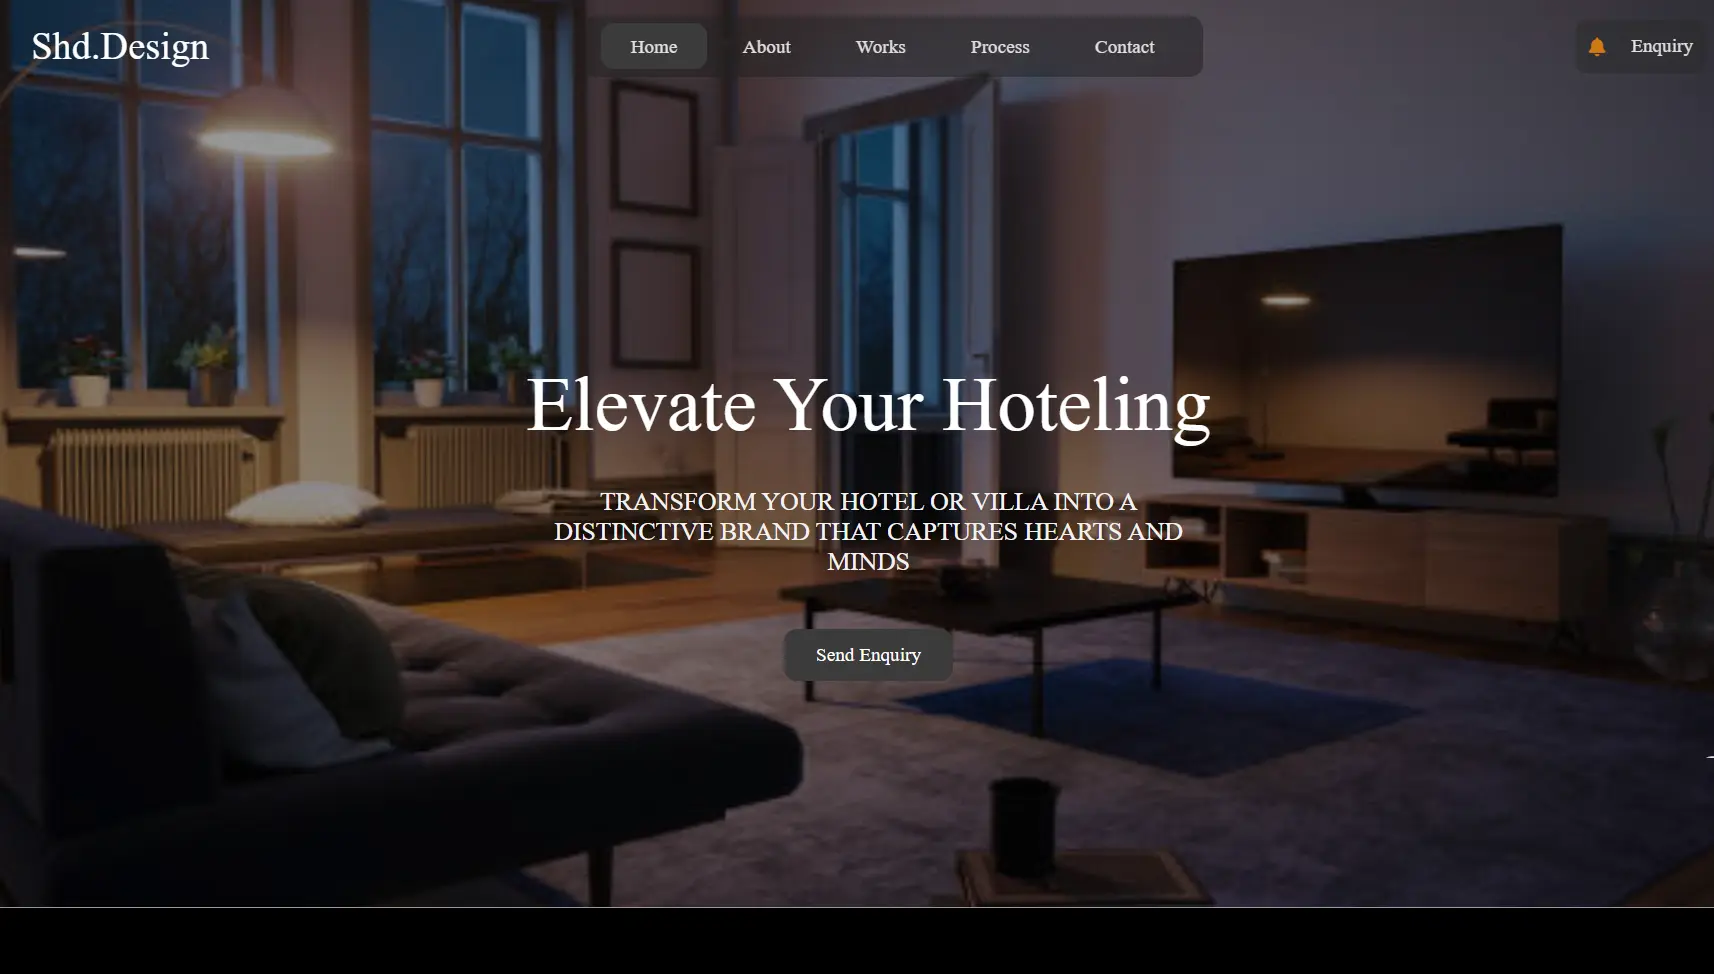 Shd.Design
Home
About
Works
Process
Contact
Enquiry
Elevate Your Hoteling
TRANSFORM YOUR HOTEL OR VILLA INTO A
DISTINCTIVE BRAND THAT CAPTURES HEARTS AND
MINDS
Send Enquiry